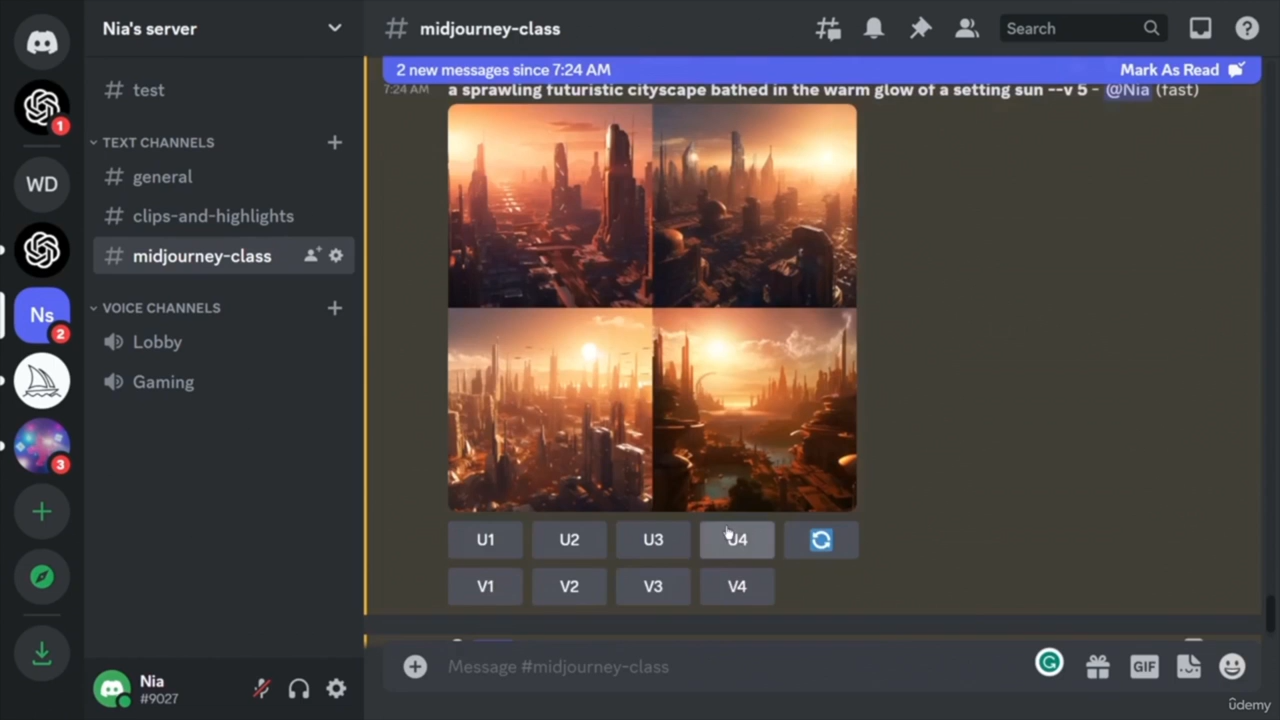 Nia's server
midjourney-class
Search
test
2 new messages since 7:24 AM
Mark As Read
7:24 AM
a sprawling futuristic cityscape bathed in the warm glow of a setting sun --v 5 - @Nia (fast)
1
TEXT CHANNELS
WD
general
clips-and-highlights
midjourney-class
VOICE CHANNELS
Ns
2
Lobby
Gaming
3
U1
U2
U3
U4
V1
V2
V3
V4
Message #midjourney-class
GIF
Nia
#9027
ûdemy